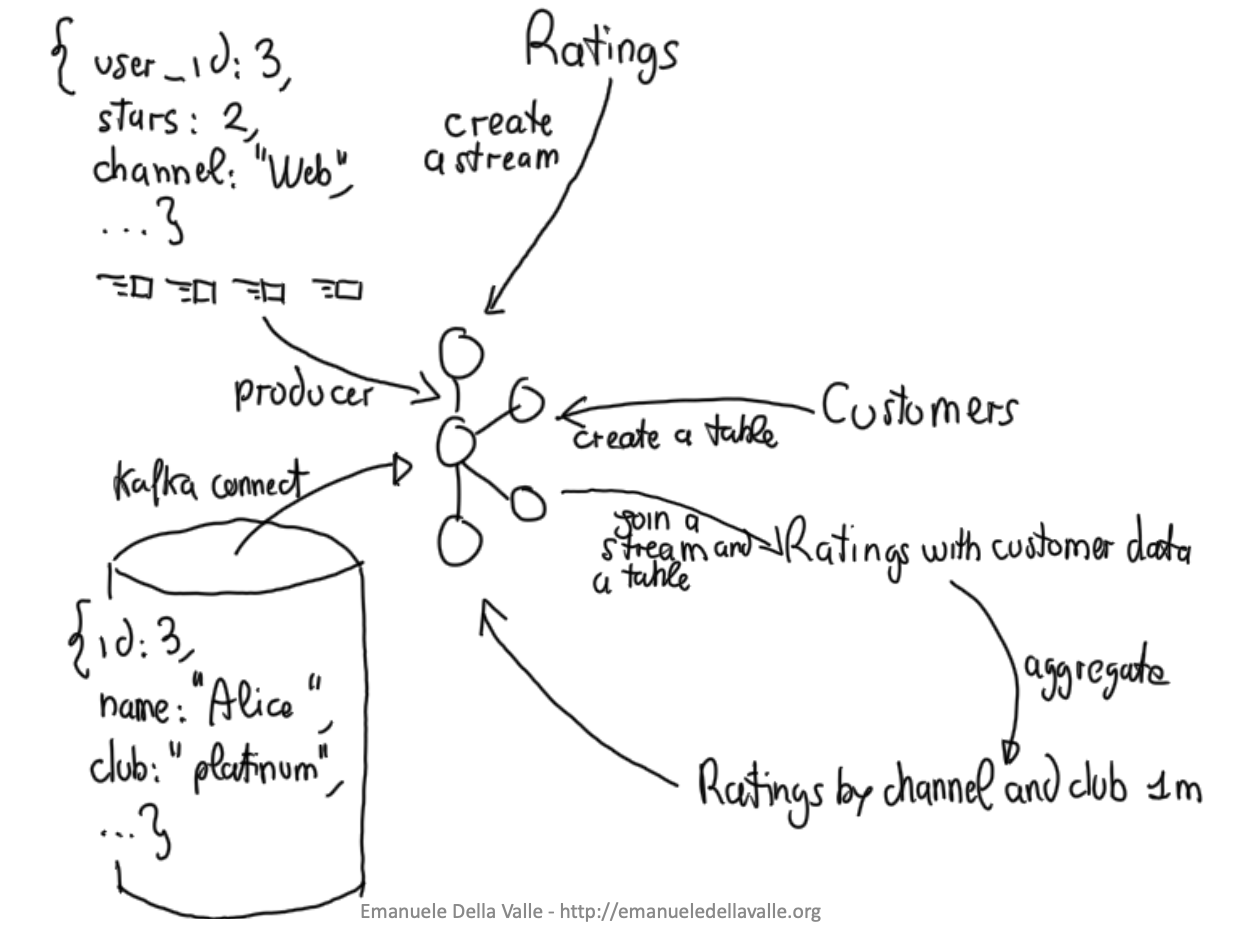 { user_id: 3,
stars: 2,
channel: "Web",
...}
Ratings
create
a stream
producer
Customers
create a table
Kafka connect
join a
stream and
a table
Ratings with customer data
{id: 3,
name: "Alice",
club: "platinum",
...}
aggregate
Ratings by channel and club 1m
Emanuele Della Valle - http://emanueledellavalle.org